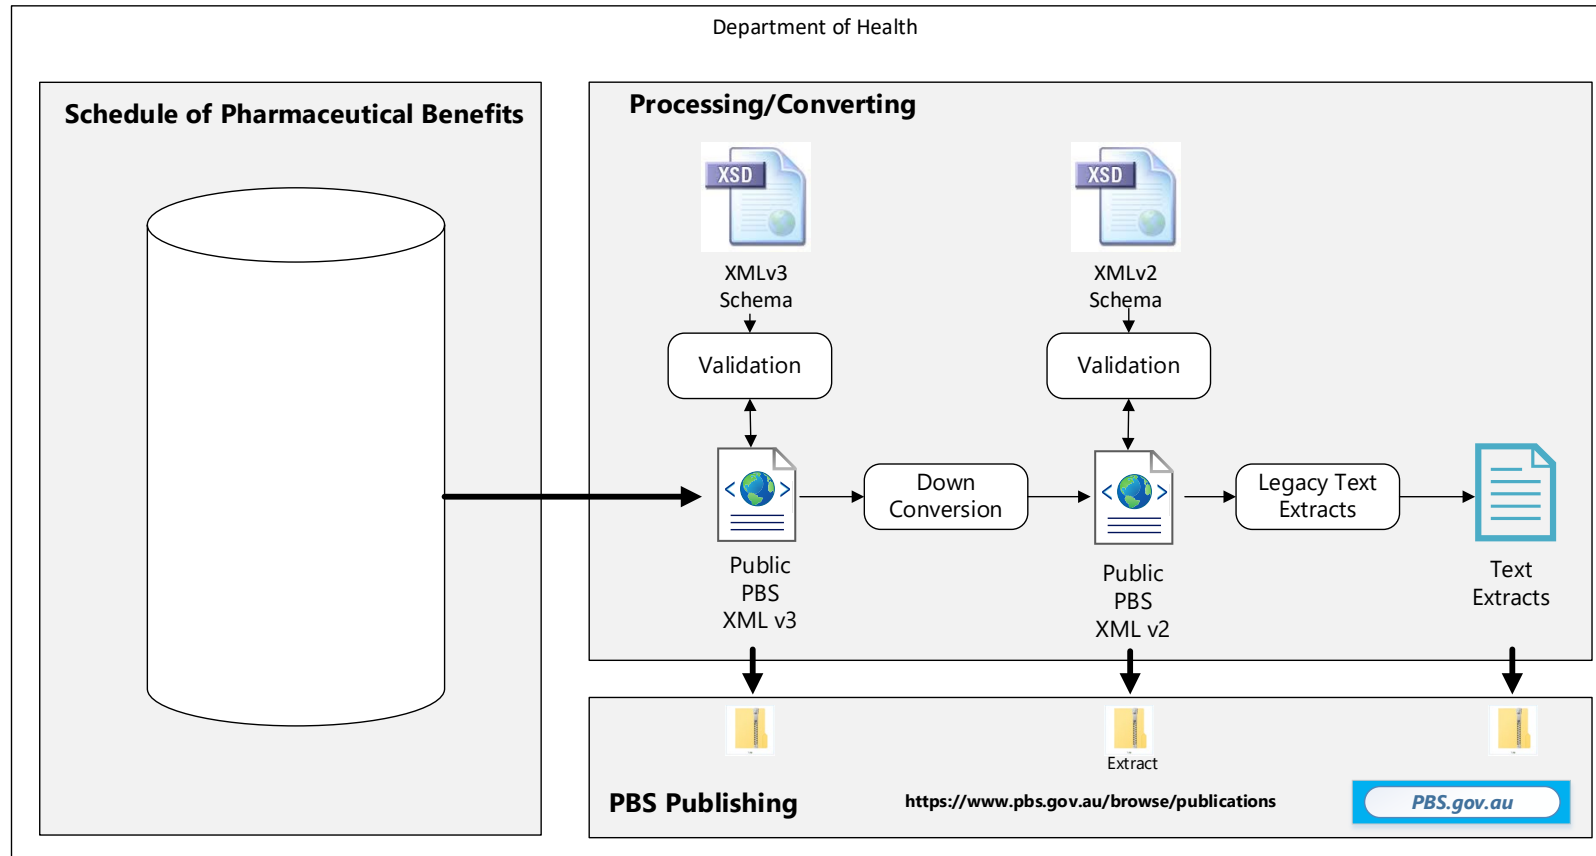 Department of Health
Schedule of Pharmaceutical Benefits
Processing/Converting
XSD
XSD
XMLv3
Schema
XMLv2
Schema
Validation
Validation
Down
Conversion
Legacy Text
Extracts
Public
PBS
XML v3
Public
PBS
XML v2
Text
Extracts
Extract
PBS Publishing
https://www.pbs.gov.au/browse/publications
PBS.gov.au